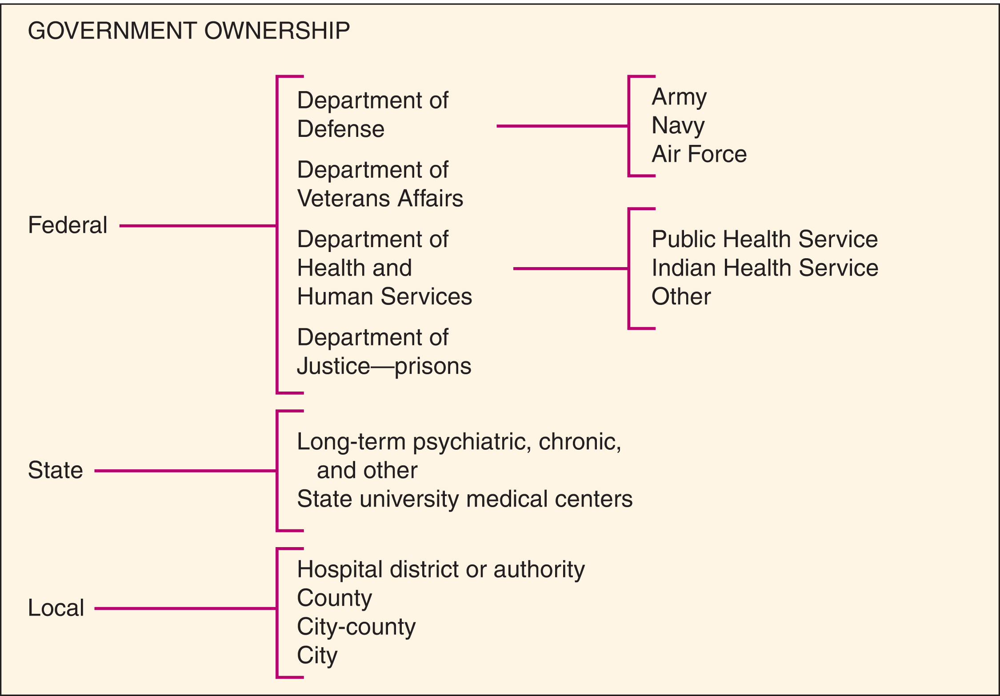 GOVERNMENT OWNERSHIP
Federal
Department of
Defense
Army
Navy
Air Force
Department of
Veterans Affairs
Department of
Health and
Human Services
Public Health Service
Indian Health Service
Other
Department of
Justice—prisons
State
Long-term psychiatric, chronic,
and other
State university medical centers
Local
Hospital district or authority
County
City-county
City